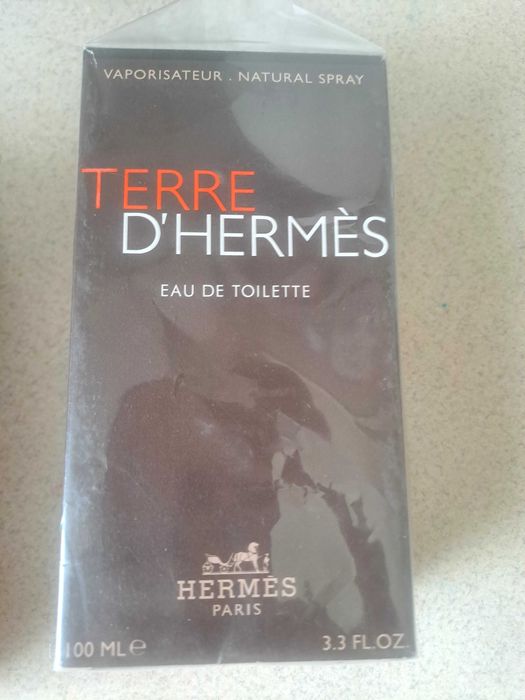 VAPORISATEUR . NATURAL SPRAY
TERRE
D'HERMÈS
EAU DE TOILETTE
HERMÈS
PARIS
100 ML ℮
3.3 FL.OZ.